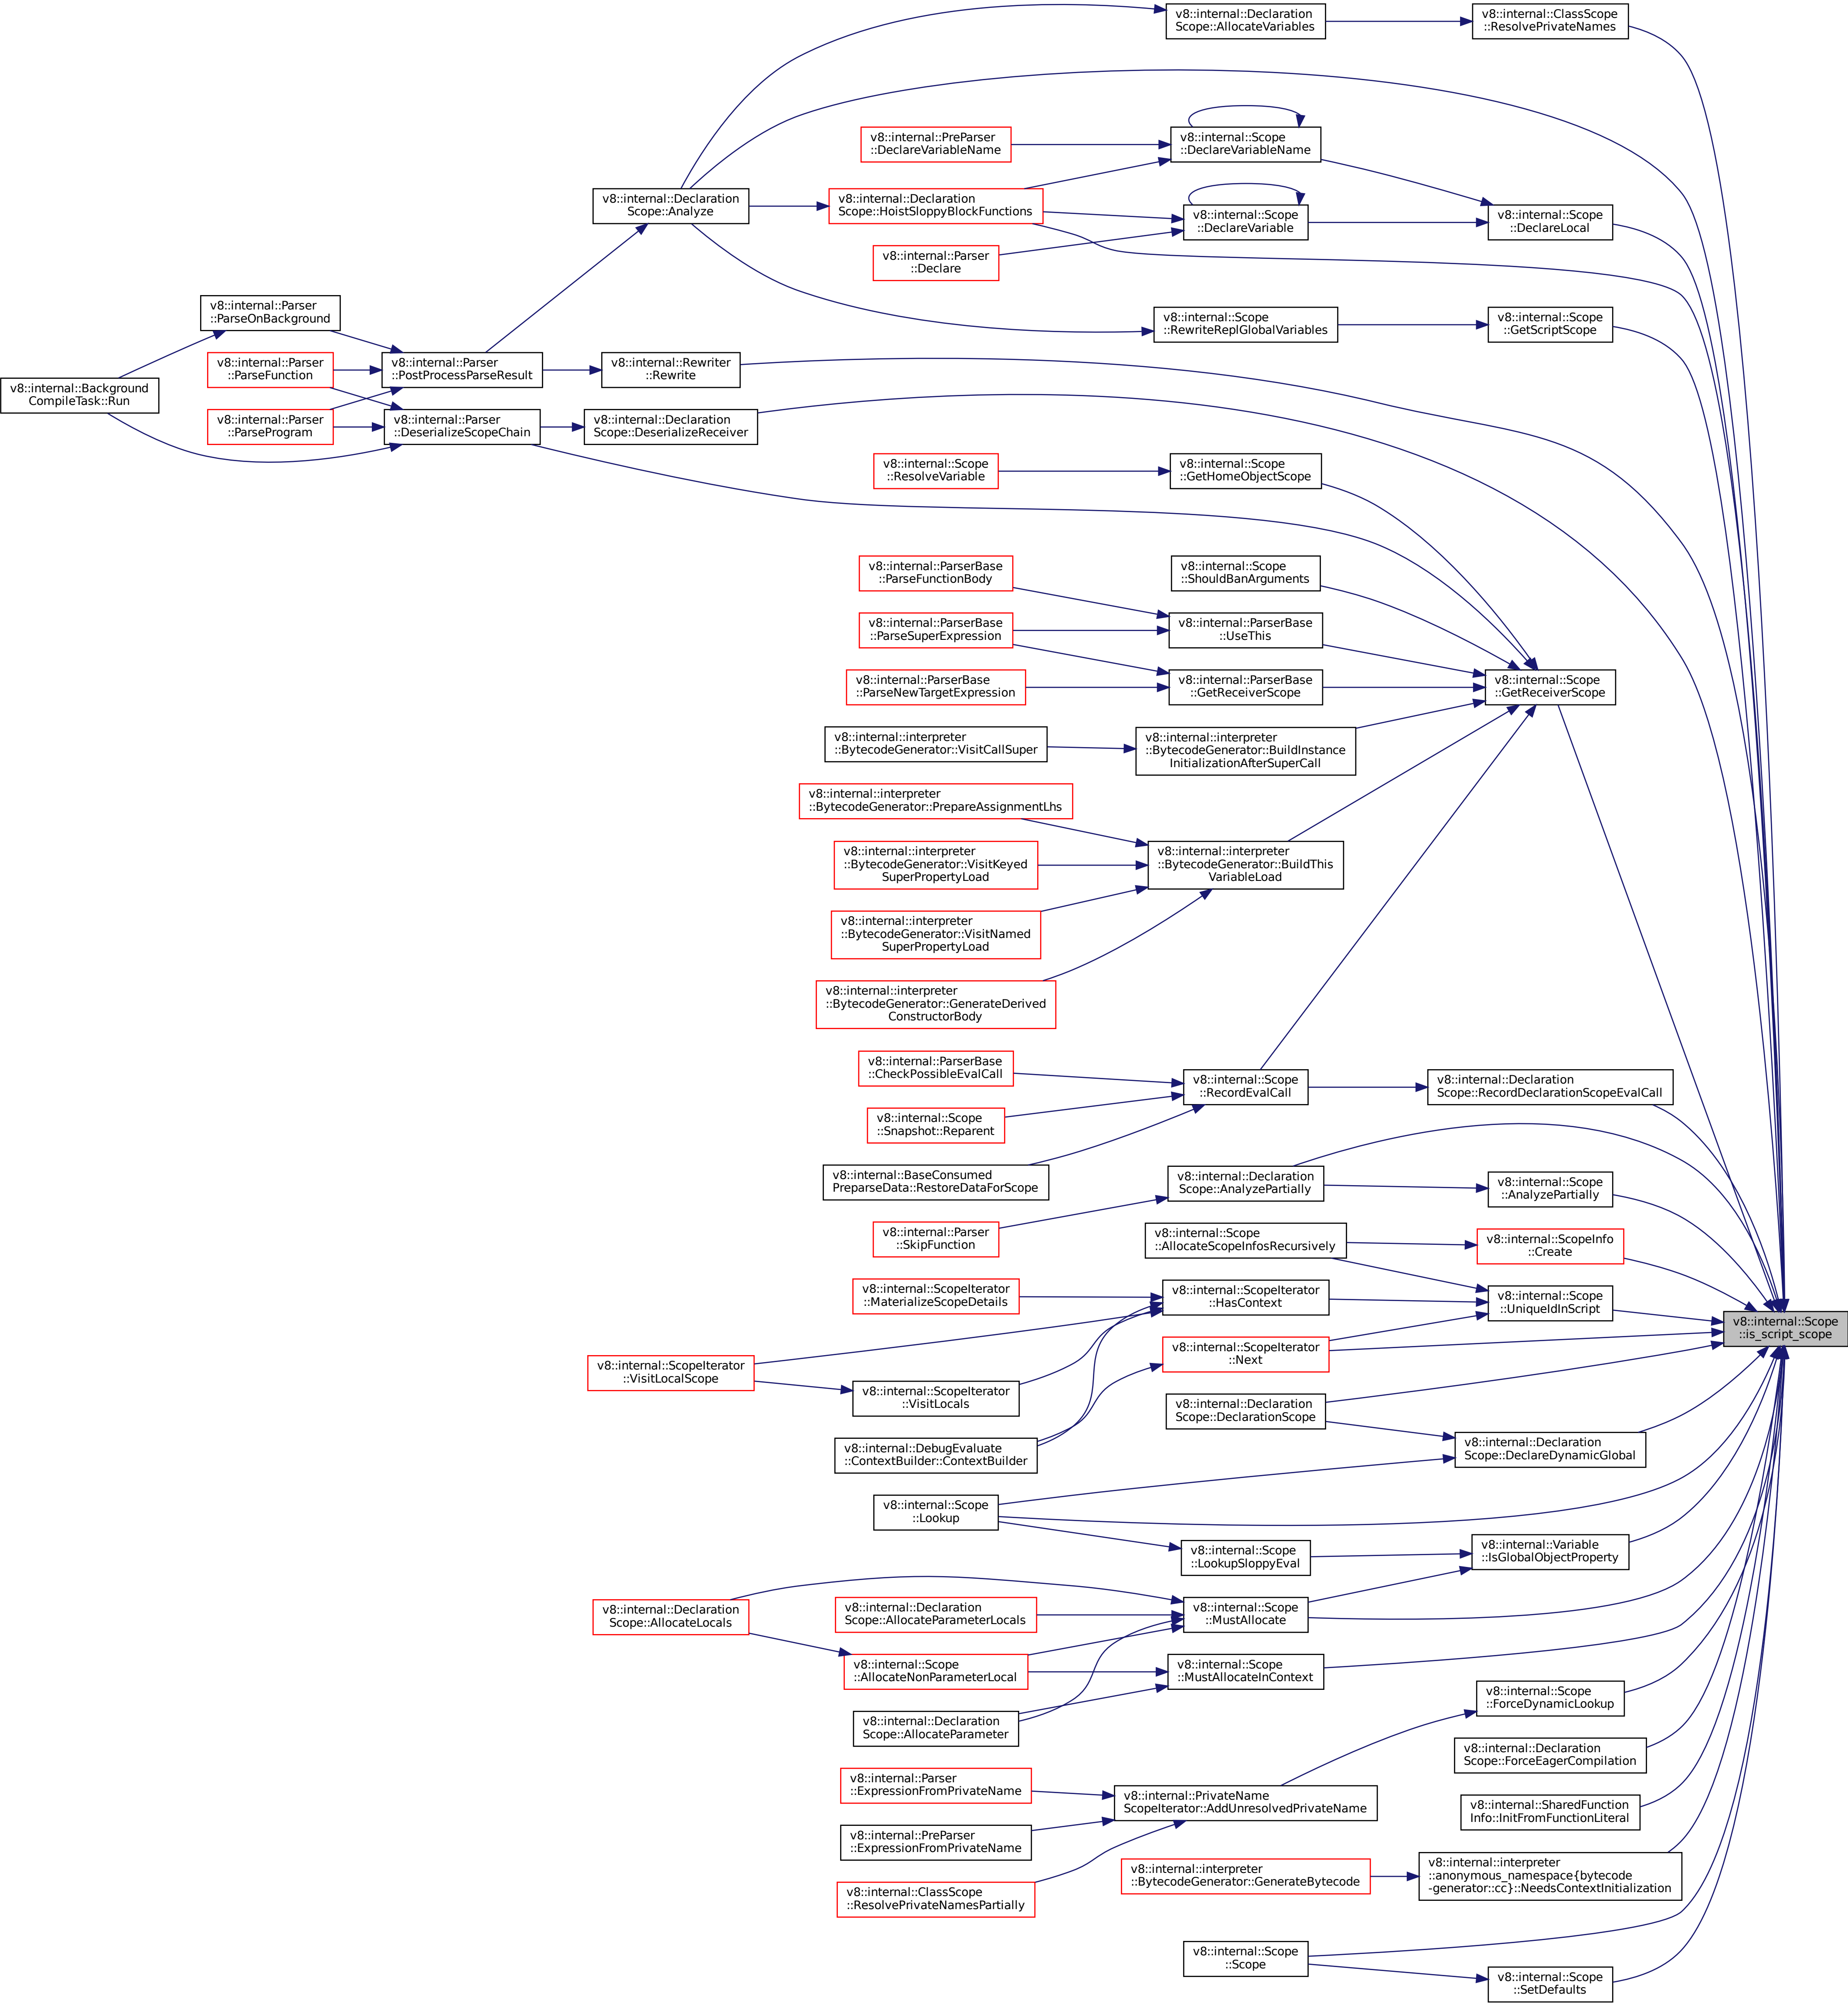 v8::internal::Declaration
Scope::AllocateVariables
v8::internal::ClassScope
::ResolvePrivateNames
v8::internal::PreParser
::DeclareVariableName
v8::internal::Scope
::DeclareVariableName
v8::internal::Declaration
Scope::Analyze
v8::internal::Declaration
Scope::HoistSloppyBlockFunctions
v8::internal::Scope
::DeclareVariable
v8::internal::Scope
::DeclareLocal
v8::internal::Parser
::Declare
v8::internal::Parser
::ParseOnBackground
v8::internal::Scope
::RewriteReplGlobalVariables
v8::internal::Scope
::GetScriptScope
v8::internal::Background
CompileTask::Run
v8::internal::Parser
::ParseFunction
v8::internal::Parser
::PostProcessParseResult
v8::internal::Rewriter
::Rewrite
v8::internal::Parser
::ParseProgram
v8::internal::Parser
::DeserializeScopeChain
v8::internal::Declaration
Scope::DeserializeReceiver
v8::internal::Scope
::ResolveVariable
v8::internal::Scope
::GetHomeObjectScope
v8::internal::ParserBase
::ParseFunctionBody
v8::internal::Scope
::ShouldBanArguments
v8::internal::ParserBase
::ParseSuperExpression
v8::internal::ParserBase
::UseThis
v8::internal::ParserBase
::ParseNewTargetExpression
v8::internal::ParserBase
::GetReceiverScope
v8::internal::Scope
::GetReceiverScope
v8::internal::interpreter
::BytecodeGenerator::VisitCallSuper
v8::internal::interpreter
::BytecodeGenerator::BuildInstance
InitializationAfterSuperCall
v8::internal::interpreter
::BytecodeGenerator::PrepareAssignmentLhs
v8::internal::interpreter
::BytecodeGenerator::VisitKeyed
SuperPropertyLoad
v8::internal::interpreter
::BytecodeGenerator::BuildThis
VariableLoad
v8::internal::interpreter
::BytecodeGenerator::VisitNamed
SuperPropertyLoad
v8::internal::interpreter
::BytecodeGenerator::GenerateDerived
ConstructorBody
v8::internal::ParserBase
::CheckPossibleEvalCall
v8::internal::Scope
::RecordEvalCall
v8::internal::Declaration
Scope::RecordDeclarationScopeEvalCall
v8::internal::Scope
::Snapshot::Reparent
v8::internal::BaseConsumed
PreparseData::RestoreDataForScope
v8::internal::Declaration
Scope::AnalyzePartially
v8::internal::Scope
::AnalyzePartially
v8::internal::Parser
::SkipFunction
v8::internal::Scope
::AllocateScopeInfosRecursively
v8::internal::ScopeInfo
::Create
v8::internal::ScopeIterator
::MaterializeScopeDetails
v8::internal::ScopeIterator
::HasContext
v8::internal::Scope
::UniqueIdInScript
v8::internal::Scope
::is_script_scope
v8::internal::ScopeIterator
::VisitLocalScope
v8::internal::ScopeIterator
::VisitLocals
v8::internal::ScopeIterator
::Next
v8::internal::Declaration
Scope::DeclarationScope
v8::internal::DebugEvaluate
::ContextBuilder::ContextBuilder
v8::internal::Declaration
Scope::DeclareDynamicGlobal
v8::internal::Scope
::Lookup
v8::internal::Scope
::LookupSloppyEval
v8::internal::Variable
::IsGlobalObjectProperty
v8::internal::Declaration
Scope::AllocateLocals
v8::internal::Declaration
Scope::AllocateParameterLocals
v8::internal::Scope
::MustAllocate
v8::internal::Scope
::AllocateNonParameterLocal
v8::internal::Scope
::MustAllocateInContext
v8::internal::Declaration
Scope::AllocateParameter
v8::internal::Scope
::ForceDynamicLookup
v8::internal::Declaration
Scope::ForceEagerCompilation
v8::internal::Parser
::ExpressionFromPrivateName
v8::internal::PrivateName
ScopeIterator::AddUnresolvedPrivateName
v8::internal::SharedFunction
Info::InitFromFunctionLiteral
v8::internal::PreParser
::ExpressionFromPrivateName
v8::internal::ClassScope
::ResolvePrivateNamesPartially
v8::internal::interpreter
::BytecodeGenerator::GenerateBytecode
v8::internal::interpreter
::anonymous_namespace{bytecode
-generator::cc}::NeedsContextInitialization
v8::internal::Scope
::Scope
v8::internal::Scope
::SetDefaults